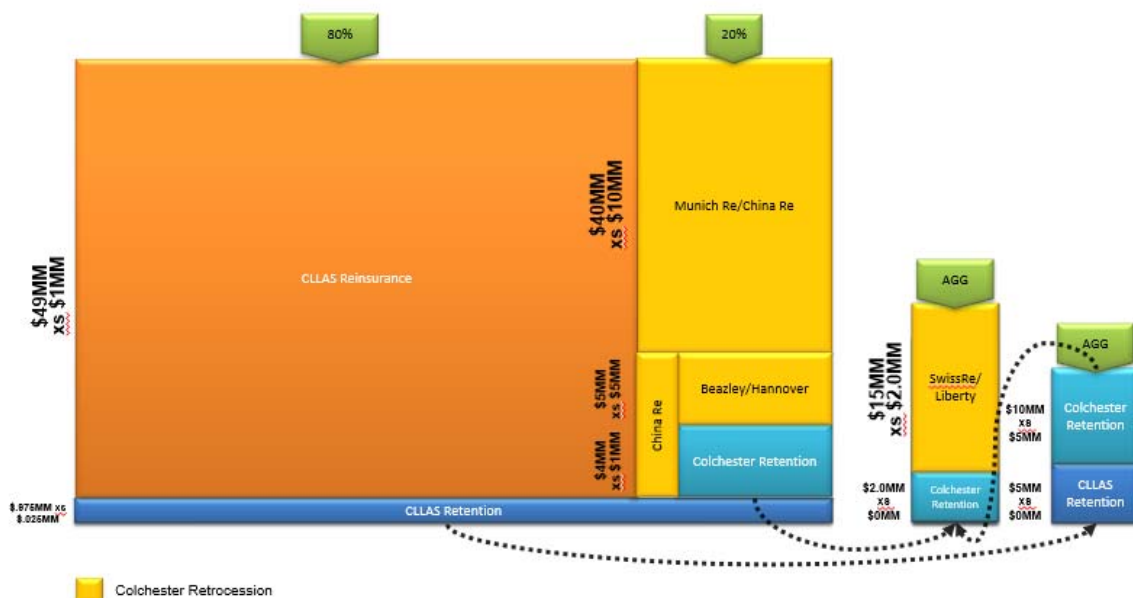 80%
20%
$49MM
xs $1MM
CLLAS Reinsurance
$40MM
xs $10MM
Munich Re/China Re
$5MM
xs $5MM
$4MM
xs $1MM
China Re
Beazley/Hannover
Colchester Retention
$.975MM xs
$.025MM
CLLAS Retention
AGG
$15MM
xs $2.0MM
SwissRe/
Liberty
$2.0MM
xs
$0MM
Colchester
Retention
AGG
$10MM
xs
$5MM
Colchester
Retention
$5MM
xs
$0MM
CLLAS
Retention
Colchester Retrocession